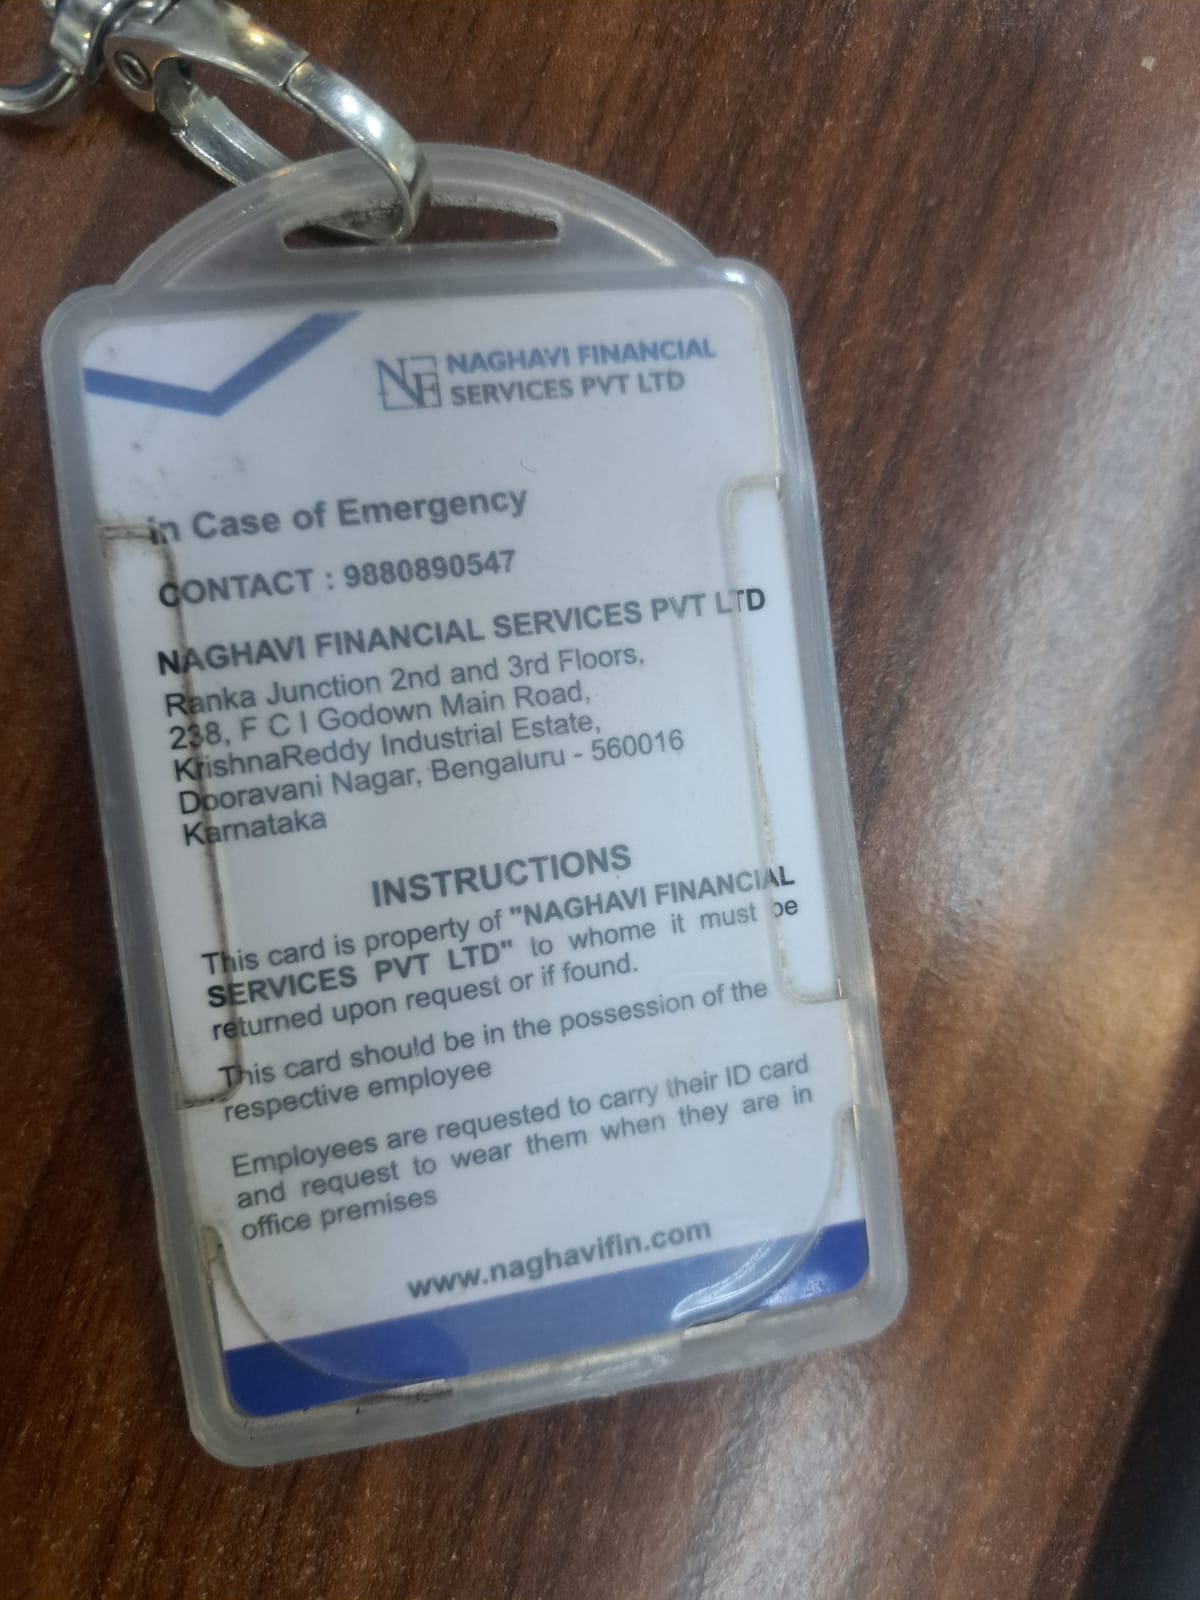 NF NAGHAVI FINANCIAL
SERVICES PVT LTD
in Case of Emergency
CONTACT : 9880890547
NAGHAVI FINANCIAL SERVICES PVT LTD
Ranka Junction 2nd and 3rd Floors,
238, F C I Godown Main Road,
KrishnaReddy Industrial Estate,
Dooravani Nagar, Bengaluru - 560016
Karnataka
INSTRUCTIONS
This card is property of "NAGHAVI FINANCIAL
SERVICES PVT LTD" to whome it must be
returned upon request or if found.
This card should be in the possession of the
respective employee
Employees are requested to carry their ID card
and request to wear them when they are in
office premises
www.naghavifin.com